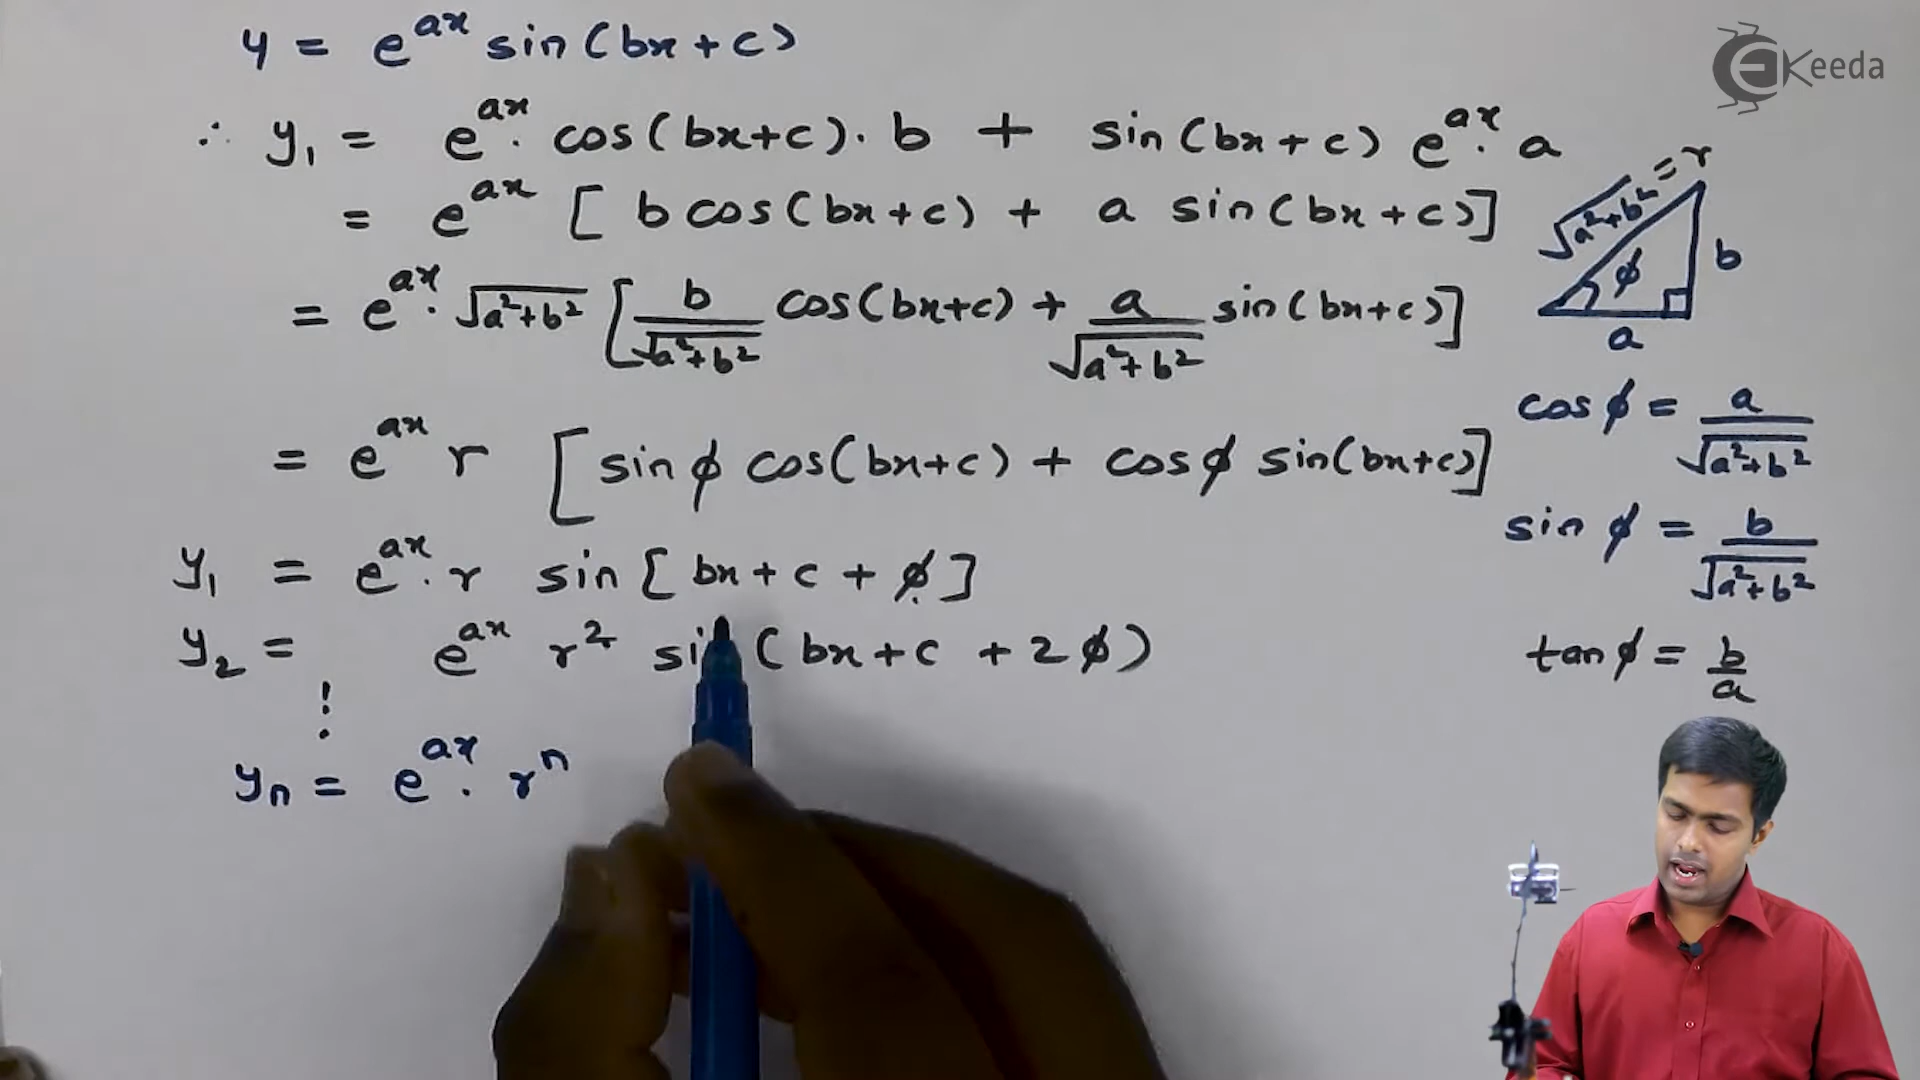 y = e^{ax} sin(bx+c)
EKeeda
∴ y₁ = e^{ax}. cos(bx+c). b + sin(bx+c) e^{ax}. a
= e^{ax} [ b cos(bx+c) + a sin(bx+c)]
= e^{ax}. √(a²+b²) [ b/√(a²+b²) cos(bx+c) + a/√(a²+b²) sin(bx+c)]
= e^{ax} r [ sin φ cos(bx+c) + cos φ sin(bx+c)]
y₁ = e^{ax}. r sin [ bx + c + φ ]
y₂ = e^{ax} r² sin (bx+c + 2φ)
yₙ = e^{ax}. rⁿ
√(a²+b²) = r
φ
b
a
cos φ = a/√(a²+b²)
sin φ = b/√(a²+b²)
tan φ = b/a